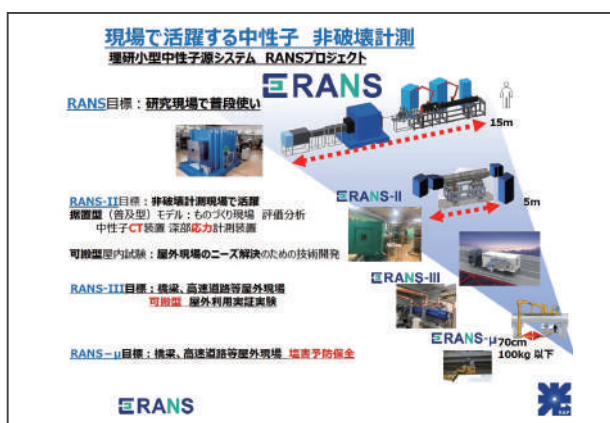 現場で活躍する中性子 非破壊計測
理研小型中性子源システム RANSプロジェクト
RANS
RANS目標：研究現場で普段使い
15m
RANS-II目標：非破壊計測現場で活躍
据置型（普及型）モデル：ものづくり現場 評価分析
中性子CT装置 深部応力計測装置
RANS-II
5m
可搬型屋内試験：屋外現場のニーズ解決のための技術開発
RANS-III
RANS-III目標：橋梁、高速道路等屋外現場
可搬型 屋外利用実証実験
RANS-μ
70cm
100kg 以下
RANS－μ目標：橋梁、高速道路等屋外現場 塩害予防保全
RANS